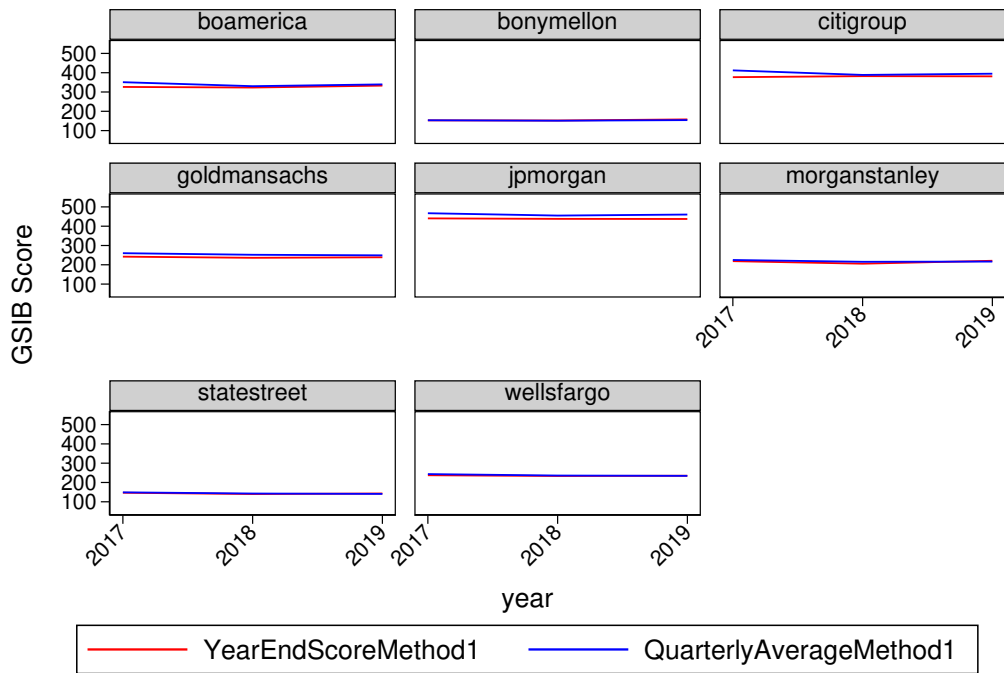 boamerica bonymellon citigroup
500
400
300
200
100
goldmansachs jpmorgan morganstanley
500
400
300
200
100
2017 2018 2019
GSIB Score
statestreet wellsfargo
500
400
300
200
100
2017 2018 2019 2017 2018 2019
year
YearEndScoreMethod1 QuarterlyAverageMethod1